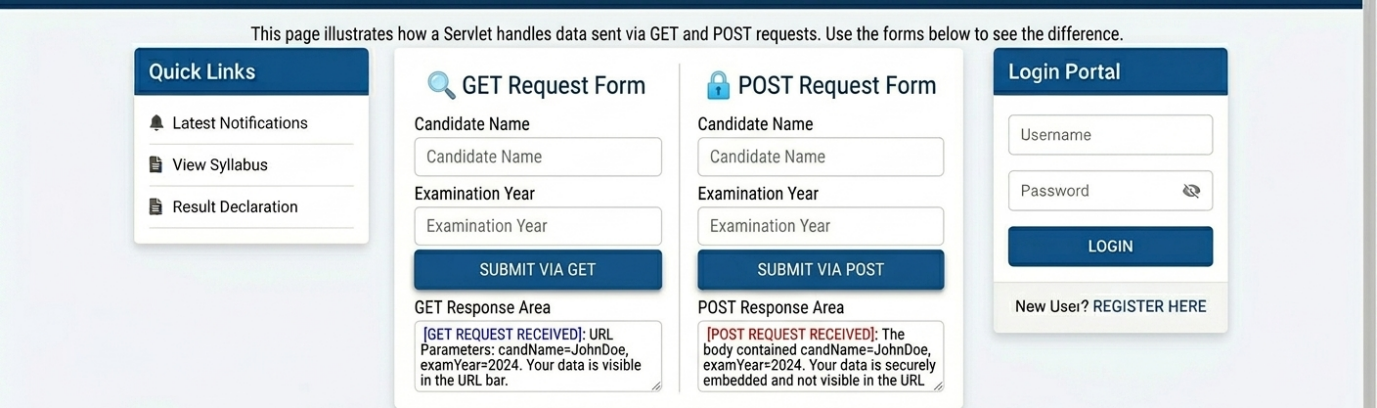 This page illustrates how a Servlet handles data sent via GET and POST requests. Use the forms below to see the difference.
Quick Links
Latest Notifications
View Syllabus
Result Declaration
GET Request Form
Candidate Name
Candidate Name
Examination Year
Examination Year
SUBMIT VIA GET
GET Response Area
[GET REQUEST RECEIVED]: URL
Parameters: candName=JohnDoe,
examYear=2024. Your data is visible
in the URL bar.
POST Request Form
Candidate Name
Candidate Name
Examination Year
Examination Year
SUBMIT VIA POST
POST Response Area
[POST REQUEST RECEIVED]: The
body contained candName=JohnDoe,
examYear=2024. Your data is securely
embedded and not visible in the URL
Login Portal
Username
Password
LOGIN
New User? REGISTER HERE